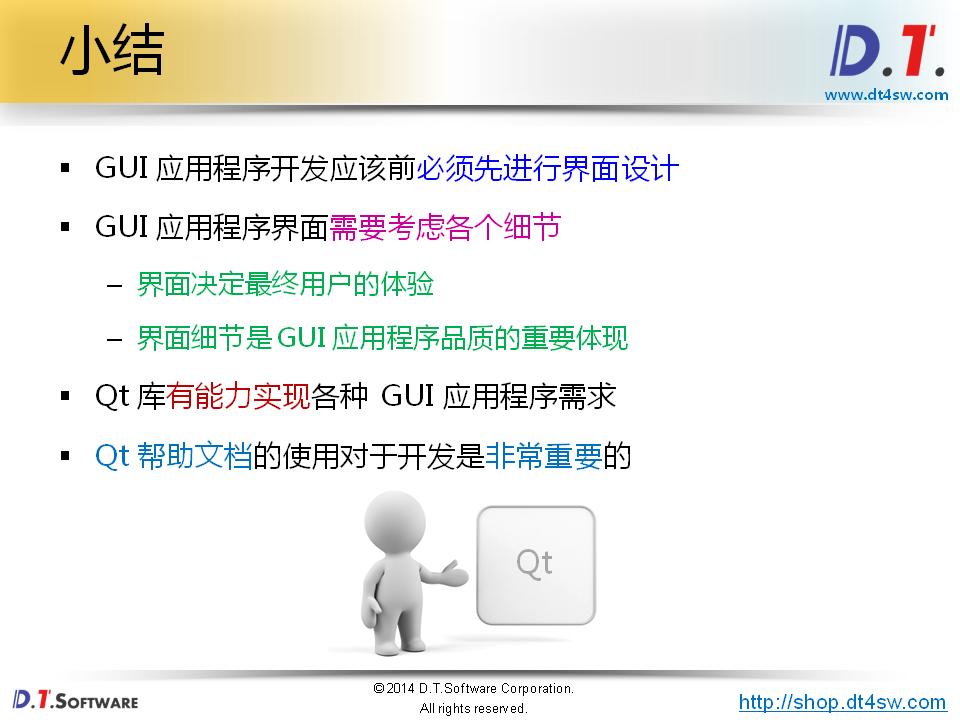 小结
D.T.
www.dt4sw.com
▪ GUI 应用程序开发应该前必须先进行界面设计
▪ GUI 应用程序界面需要考虑各个细节
– 界面决定最终用户的体验
– 界面细节是 GUI 应用程序品质的重要体现
▪ Qt 库有能力实现各种 GUI 应用程序需求
▪ Qt 帮助文档的使用对于开发是非常重要的
Qt
D.T.SOFTWARE
©2014 D.T.Software Corporation.
All rights reserved.
http://shop.dt4sw.com